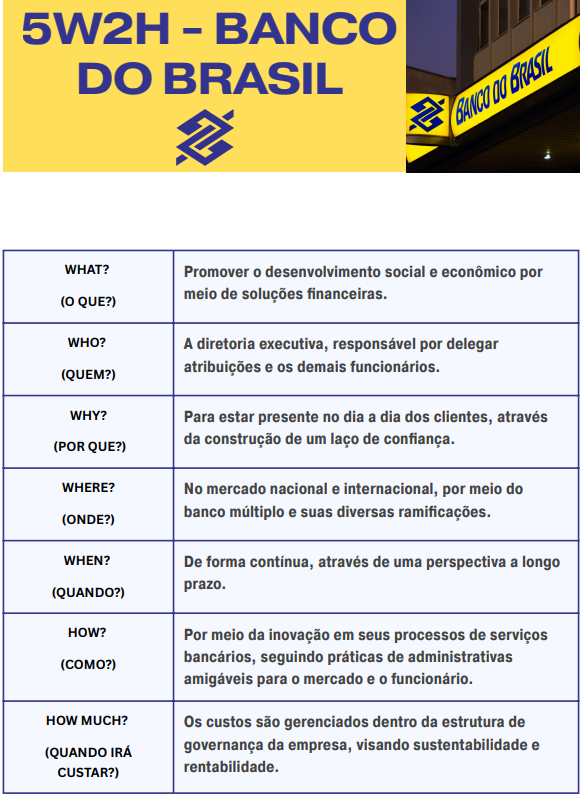 5W2H - BANCO
DO BRASIL
BANCO DO BRASIL
WHAT?
(O QUE?)
Promover o desenvolvimento social e econômico por
meio de soluções financeiras.
WHO?
(QUEM?)
A diretoria executiva, responsável por delegar
atribuições e os demais funcionários.
WHY?
(POR QUE?)
Para estar presente no dia a dia dos clientes, através
da construção de um laço de confiança.
WHERE?
(ONDE?)
No mercado nacional e internacional, por meio do
banco múltiplo e suas diversas ramificações.
WHEN?
(QUANDO?)
De forma contínua, através de uma perspectiva a longo
prazo.
HOW?
(COMO?)
Por meio da inovação em seus processos de serviços
bancários, seguindo práticas de administrativas
amigáveis para o mercado e o funcionário.
HOW MUCH?
(QUANDO IRÁ
CUSTAR?)
Os custos são gerenciados dentro da estrutura de
governança da empresa, visando sustentabilidade e
rentabilidade.